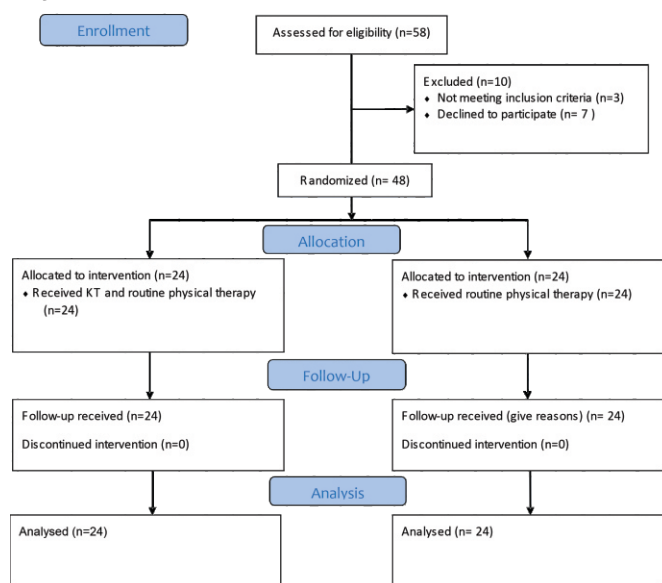 Enrollment
Assessed for eligibility (n=58)
Excluded (n=10)
♦ Not meeting inclusion criteria (n=3)
♦ Declined to participate (n= 7 )
Randomized (n= 48)
Allocation
Allocated to intervention (n=24)
♦ Received KT and routine physical therapy
(n=24)
Allocated to intervention (n=24)
♦ Received routine physical therapy (n=24)
Follow-Up
Follow-up received (n=24)
Discontinued intervention (n=0)
Follow-up received (give reasons) (n= 24)
Discontinued intervention (n=0)
Analysis
Analysed (n=24)
Analysed (n= 24)